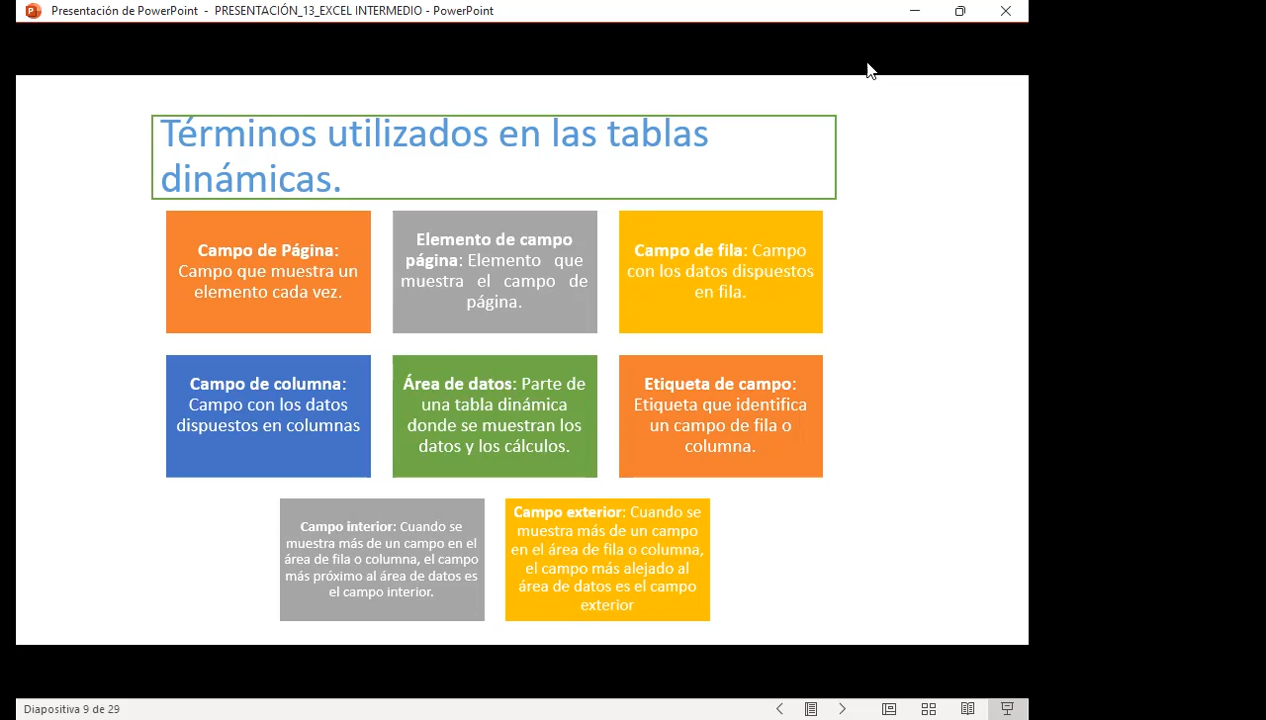 Presentación de PowerPoint - PRESENTACIÓN_13_EXCEL INTERMEDIO - PowerPoint
Términos utilizados en las tablas
dinámicas.
Campo de Página:
Campo que muestra un
elemento cada vez.
Elemento de campo
página: Elemento que
muestra el campo de
página.
Campo de fila: Campo
con los datos dispuestos
en fila.
Campo de columna:
Campo con los datos
dispuestos en columnas
Área de datos: Parte de
una tabla dinámica
donde se muestran los
datos y los cálculos.
Etiqueta de campo:
Etiqueta que identifica
un campo de fila o
columna.
Campo interior: Cuando se
muestra más de un campo en el
área de fila o columna, el campo
más próximo al área de datos es
el campo interior.
Campo exterior: Cuando se
muestra más de un campo
en el área de fila o columna,
el campo más alejado al
área de datos es el campo
exterior
Diapositiva 9 de 29